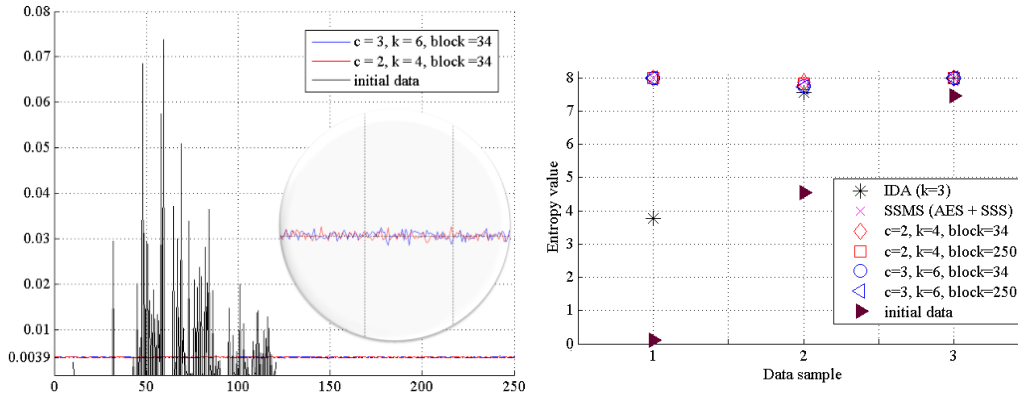 0.08
0.07
0.06
0.05
0.04
0.03
0.02
0.01
0.0039
0 50 100 150 200 250
c = 3, k = 6, block =34
c = 2, k = 4, block =34
initial data
Entropy value
8
7
6
5
4
3
2
1
0
1 2 3
Data sample
IDA (k=3)
SSMS (AES + SSS)
c=2, k=4, block=34
c=2, k=4, block=250
c=3, k=6, block=34
c=3, k=6, block=250
initial data